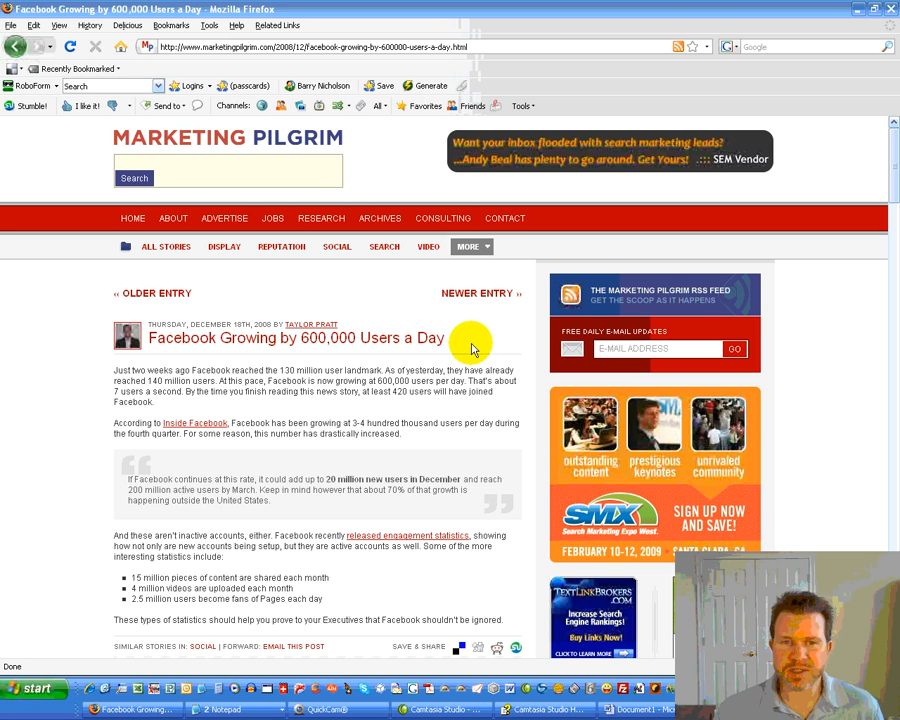 Facebook Growing by 600,000 Users a Day - Mozilla Firefox
File Edit View History Delicious Bookmarks Tools Help Related Links
http://www.marketingpilgrim.com/2008/12/facebook-growing-by-600000-users-a-day.html
Google
Recently Bookmarked
RoboForm Search Logins (passcards) Barry Nicholson Save Generate
Stumble! I like it! Send to Channels: All Favorites Friends Tools
MARKETING PILGRIM
Search
Want your inbox flooded with search marketing leads?
...Andy Beal has plenty to go around. Get Yours! .::: SEM Vendor
HOME ABOUT ADVERTISE JOBS RESEARCH ARCHIVES CONSULTING CONTACT
ALL STORIES DISPLAY REPUTATION SOCIAL SEARCH VIDEO MORE
‹‹ OLDER ENTRY NEWER ENTRY ››
THURSDAY, DECEMBER 18TH, 2008 BY TAYLOR PRATT
Facebook Growing by 600,000 Users a Day
Just two weeks ago Facebook reached the 130 million user landmark. As of yesterday, they have already
reached 140 million users. At this pace, Facebook is now growing at 600,000 users per day. That's about
7 users a second. By the time you finish reading this news story, at least 420 users will have joined
Facebook.
According to Inside Facebook, Facebook has been growing at 3-4 hundred thousand users per day during
the fourth quarter. For some reason, this number has drastically increased.
If Facebook continues at this rate, it could add up to 20 million new users in December and reach
200 million active users by March. Keep in mind however that about 70% of that growth is
happening outside the United States.
And these aren't inactive accounts, either. Facebook recently released engagement statistics, showing
how not only are new accounts being setup, but they are active accounts as well. Some of the more
interesting statistics include:
15 million pieces of content are shared each month
4 million videos are uploaded each month
2.5 million users become fans of Pages each day
These types of statistics should help you prove to your Executives that Facebook shouldn't be ignored.
SIMILAR STORIES IN: SOCIAL | FORWARD: EMAIL THIS POST SAVE & SHARE
THE MARKETING PILGRIM RSS FEED
GET THE SCOOP AS IT HAPPENS
FREE DAILY E-MAIL UPDATES
E-MAIL ADDRESS GO
outstanding content prestigious keynotes unrivaled community
SMX
Search Marketing Expo West
SIGN UP NOW
AND SAVE!
FEBRUARY 10-12, 2009 • SANTA CLARA, CA
TEXTLINKBROKERS
.COM
Increase Search
Engine Rankings!
Buy Links Now!
CLICK TO LEARN MORE
Done
start
Facebook Growing... 2 Notepad QuickCam® Camtasia Studio - ... Camtasia Studio H... Document1 - Mic